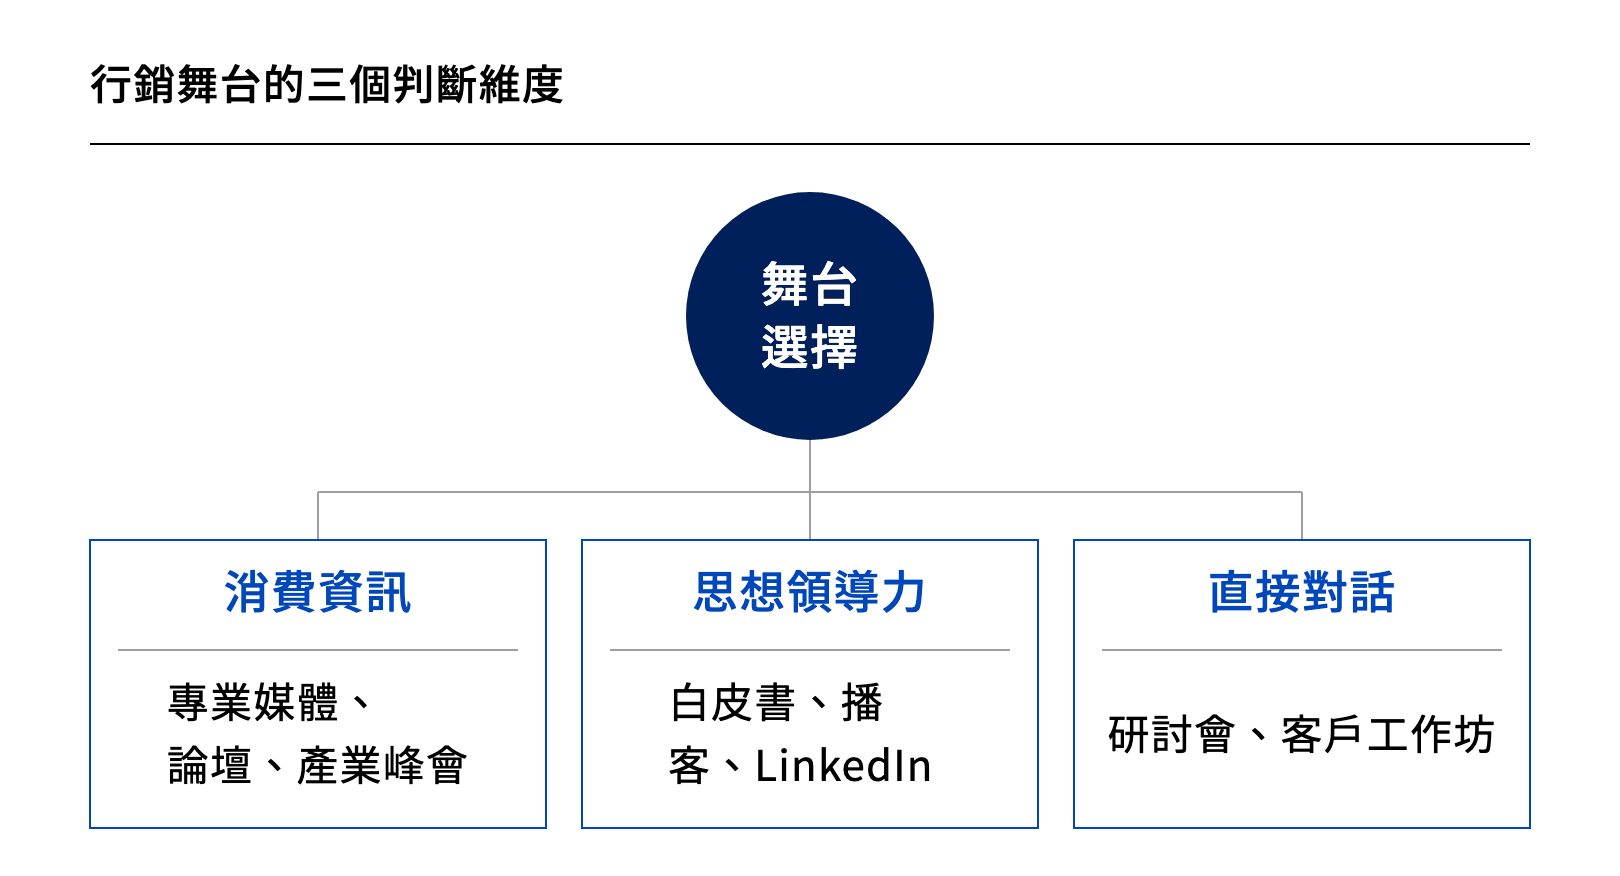 行銷舞台的三個判斷維度
舞台
選擇
消費資訊
專業媒體、
論壇、產業峰會
思想領導力
白皮書、播
客、LinkedIn
直接對話
研討會、客戶工作坊